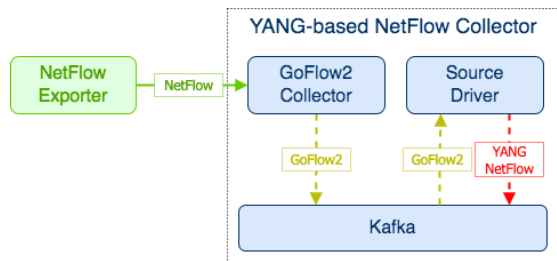 YANG-based NetFlow Collector
NetFlow
Exporter
NetFlow
GoFlow2
Collector
Source
Driver
GoFlow2
GoFlow2
YANG
NetFlow
Kafka